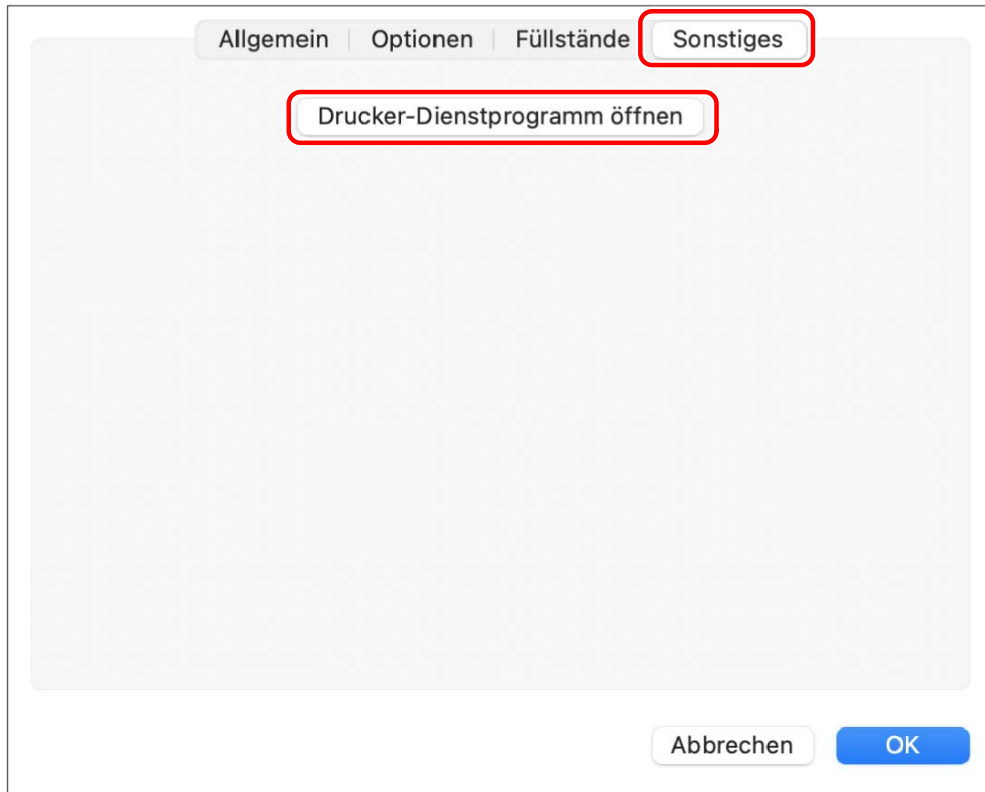 Allgemein Optionen Füllstände Sonstiges
Drucker-Dienstprogramm öffnen
Abbrechen OK